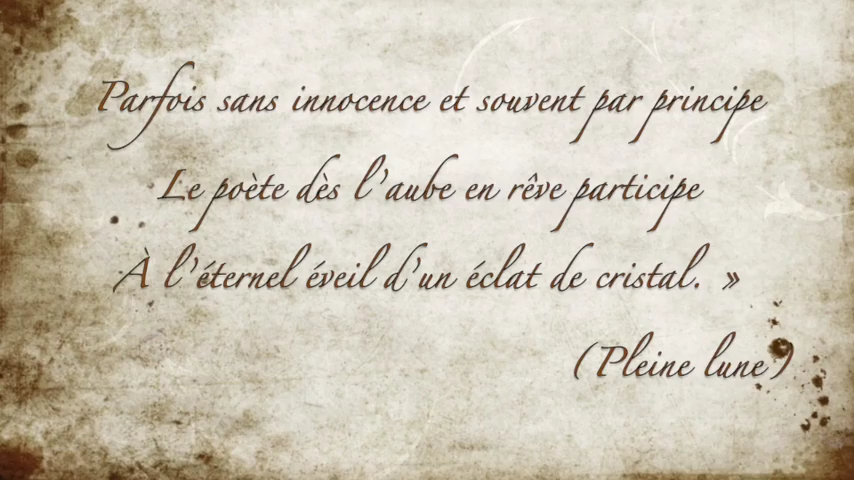 Parfois sans innocence et souvent par principe
Le poète dès l'aube en rêve participe
À l'éternel éveil d'un éclat de cristal. »
(Pleine lune)